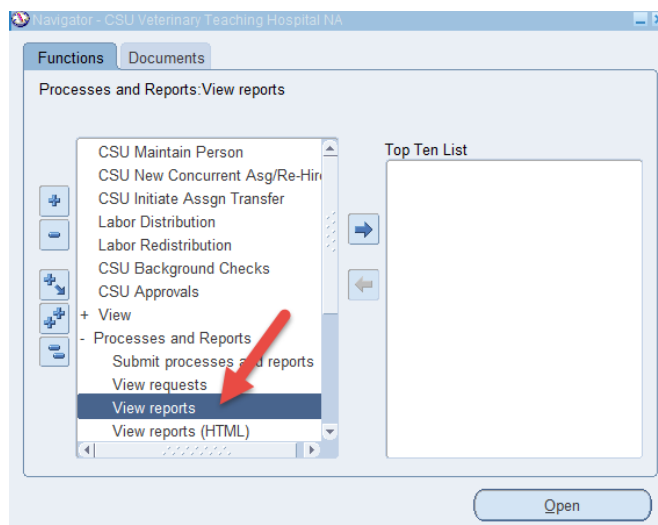 Navigator - CSU Veterinary Teaching Hospital NA
Functions
Documents
Processes and Reports:View reports
CSU Maintain Person
CSU New Concurrent Asg/Re-Hir
CSU Initiate Assgn Transfer
Labor Distribution
Labor Redistribution
CSU Background Checks
CSU Approvals
+ View
- Processes and Reports
Submit processes and reports
View requests
View reports
View reports (HTML)
Top Ten List
Open